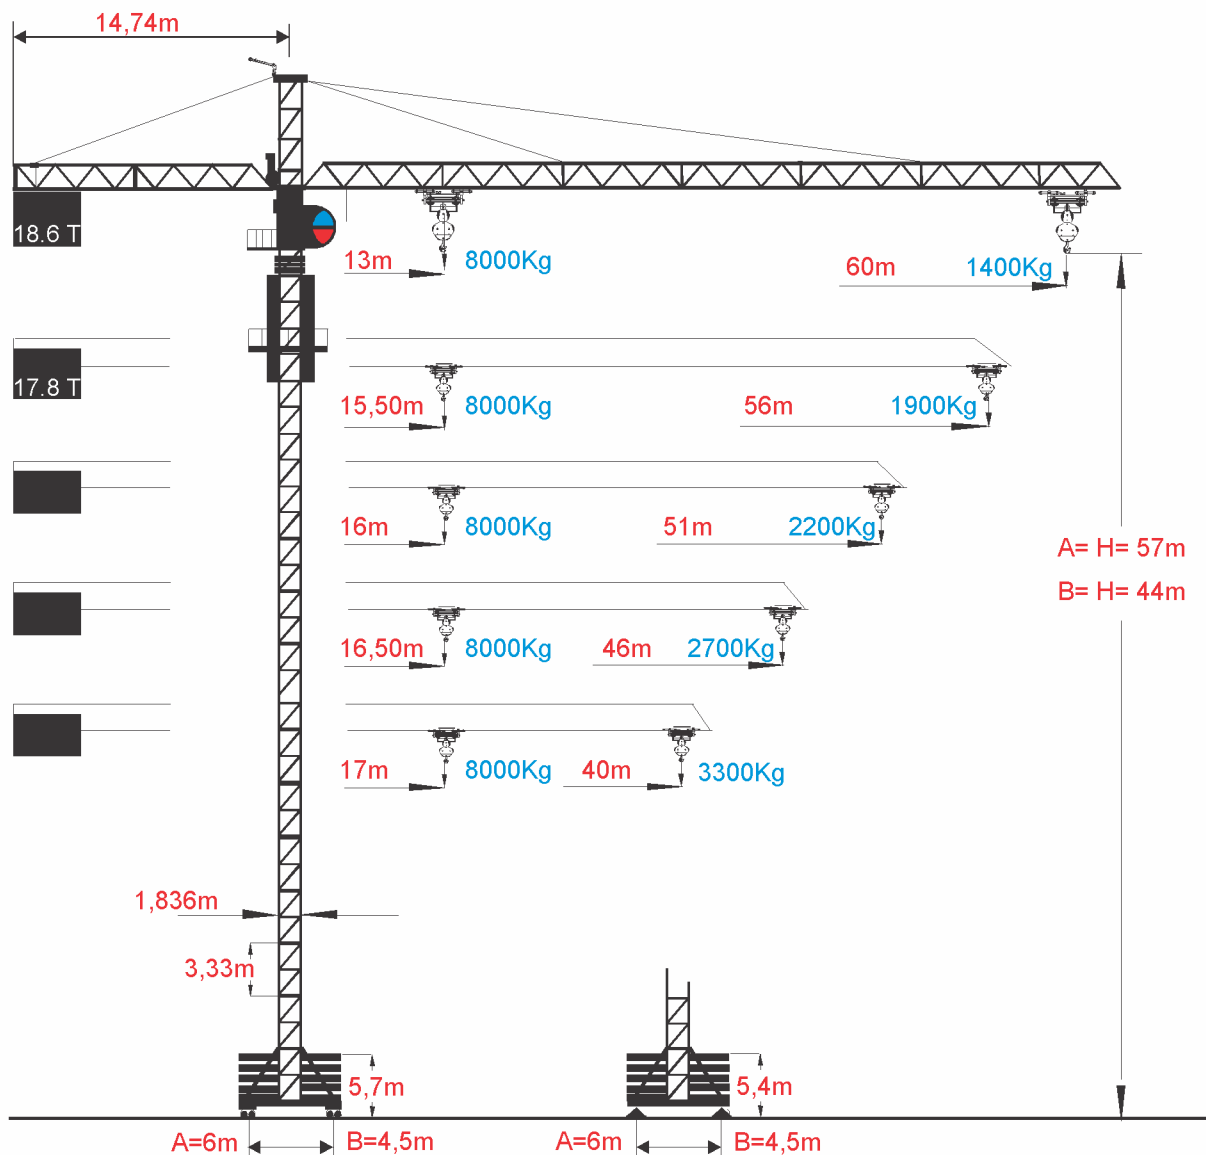 14,74m
18.6 T
13m 8000Kg
60m 1400Kg
17.8 T
15,50m 8000Kg 56m 1900Kg
16m 8000Kg 51m 2200Kg
A= H= 57m
B= H= 44m
16,50m 8000Kg 46m 2700Kg
17m 8000Kg 40m 3300Kg
1,836m
3,33m
5,7m 5,4m
A=6m B=4,5m A=6m B=4,5m